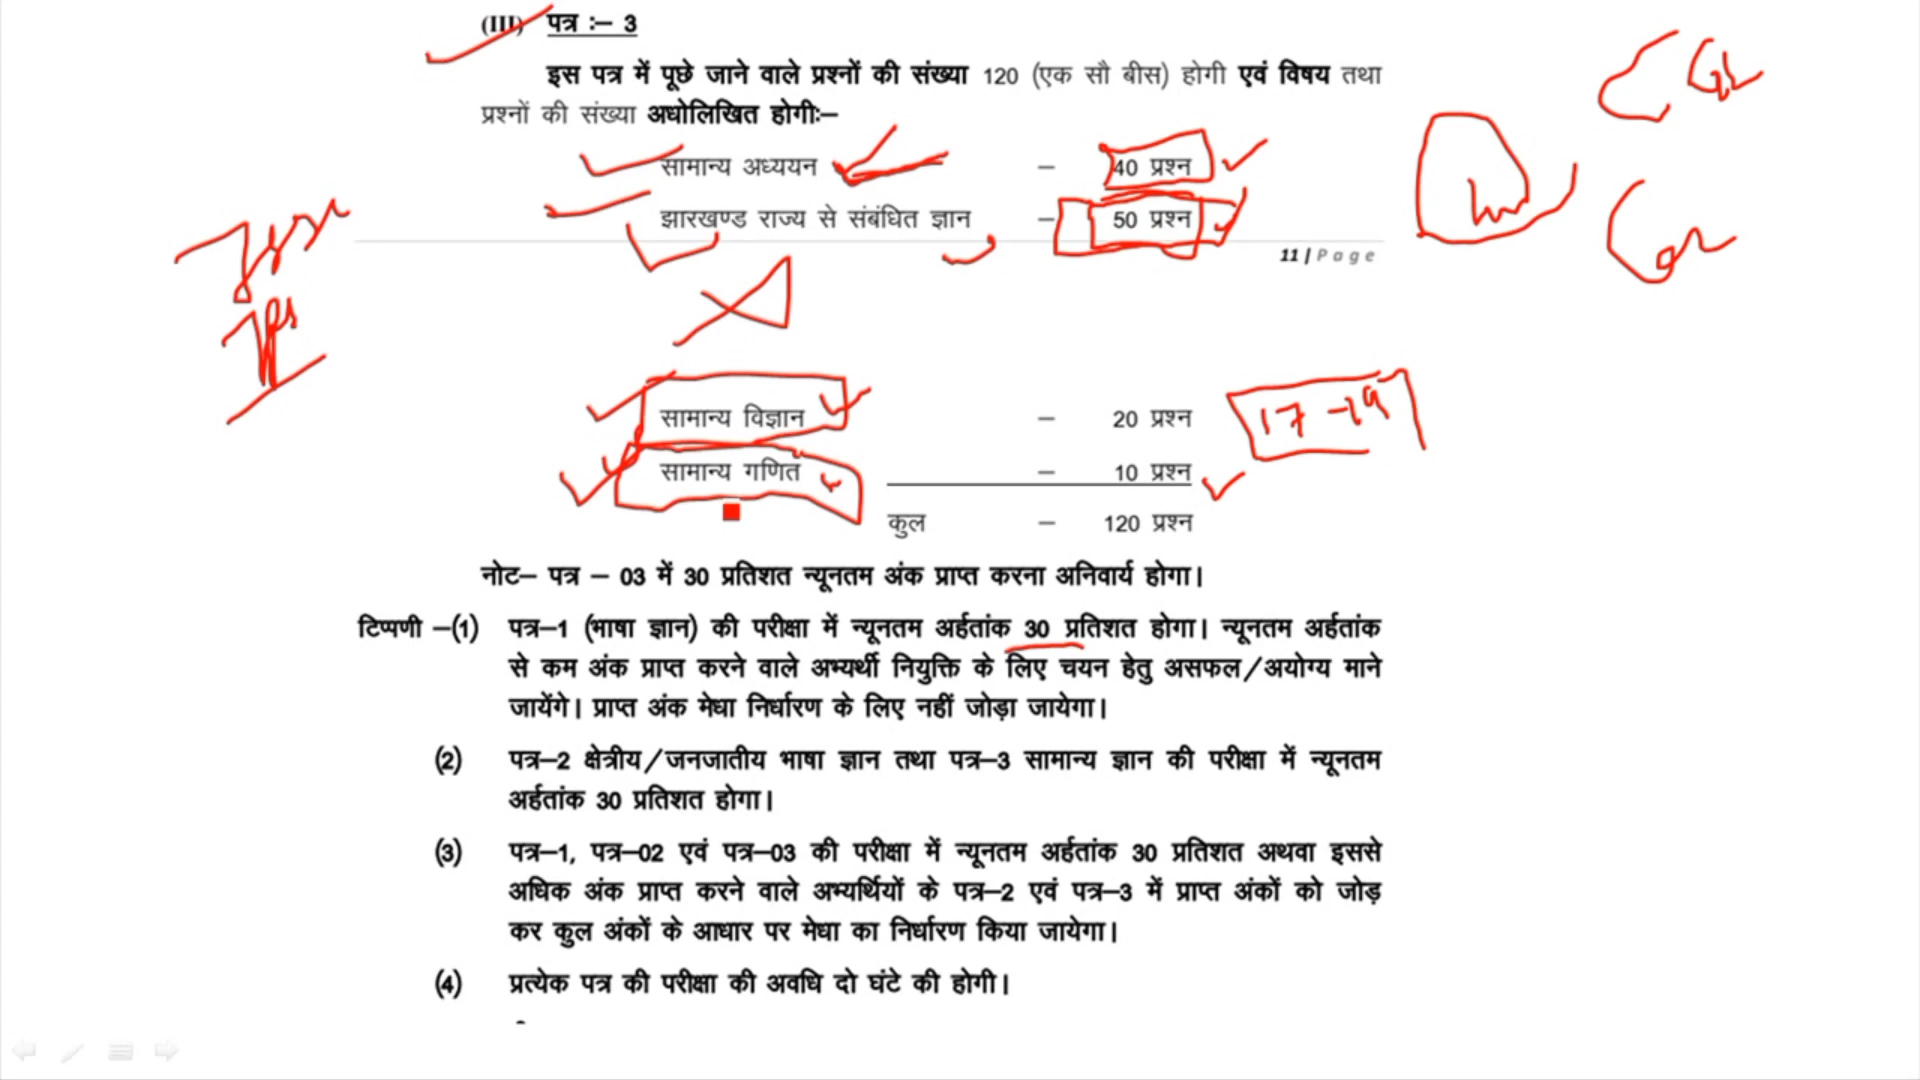 (III) पत्र :– 3
इस पत्र में पूछे जाने वाले प्रश्नों की संख्या 120 (एक सौ बीस) होगी एवं विषय तथा
प्रश्नों की संख्या अधोलिखित होगीः–
सामान्य अध्ययन – 40 प्रश्न
झारखण्ड राज्य से संबंधित ज्ञान – 50 प्रश्न
11 | Page
सामान्य विज्ञान – 20 प्रश्न
17 –
सामान्य गणित – 10 प्रश्न
कुल – 120 प्रश्न
नोट– पत्र – 03 में 30 प्रतिशत न्यूनतम अंक प्राप्त करना अनिवार्य होगा।
टिप्पणी –(1) पत्र–1 (भाषा ज्ञान) की परीक्षा में न्यूनतम अर्हतांक 30 प्रतिशत होगा। न्यूनतम अर्हतांक
से कम अंक प्राप्त करने वाले अभ्यर्थी नियुक्ति के लिए चयन हेतु असफल/अयोग्य माने
जायेंगे। प्राप्त अंक मेधा निर्धारण के लिए नहीं जोड़ा जायेगा।
(2) पत्र–2 क्षेत्रीय/जनजातीय भाषा ज्ञान तथा पत्र–3 सामान्य ज्ञान की परीक्षा में न्यूनतम
अर्हतांक 30 प्रतिशत होगा।
(3) पत्र–1, पत्र–02 एवं पत्र–03 की परीक्षा में न्यूनतम अर्हतांक 30 प्रतिशत अथवा इससे
अधिक अंक प्राप्त करने वाले अभ्यर्थियों के पत्र–2 एवं पत्र–3 में प्राप्त अंकों को जोड़
कर कुल अंकों के आधार पर मेधा का निर्धारण किया जायेगा।
(4) प्रत्येक पत्र की परीक्षा की अवधि दो घंटे की होगी।